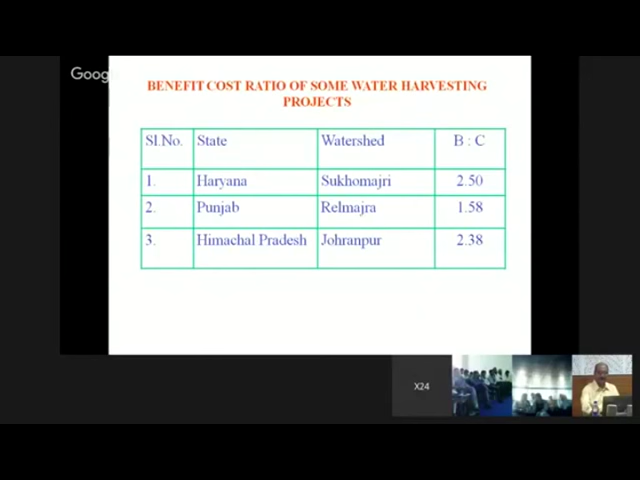 Goog
BENEFIT COST RATIO OF SOME WATER HARVESTING
PROJECTS
Sl.No. State Watershed B : C
1. Haryana Sukhomajri 2.50
2. Punjab Relmajra 1.58
3. Himachal Pradesh Johranpur 2.38
X24